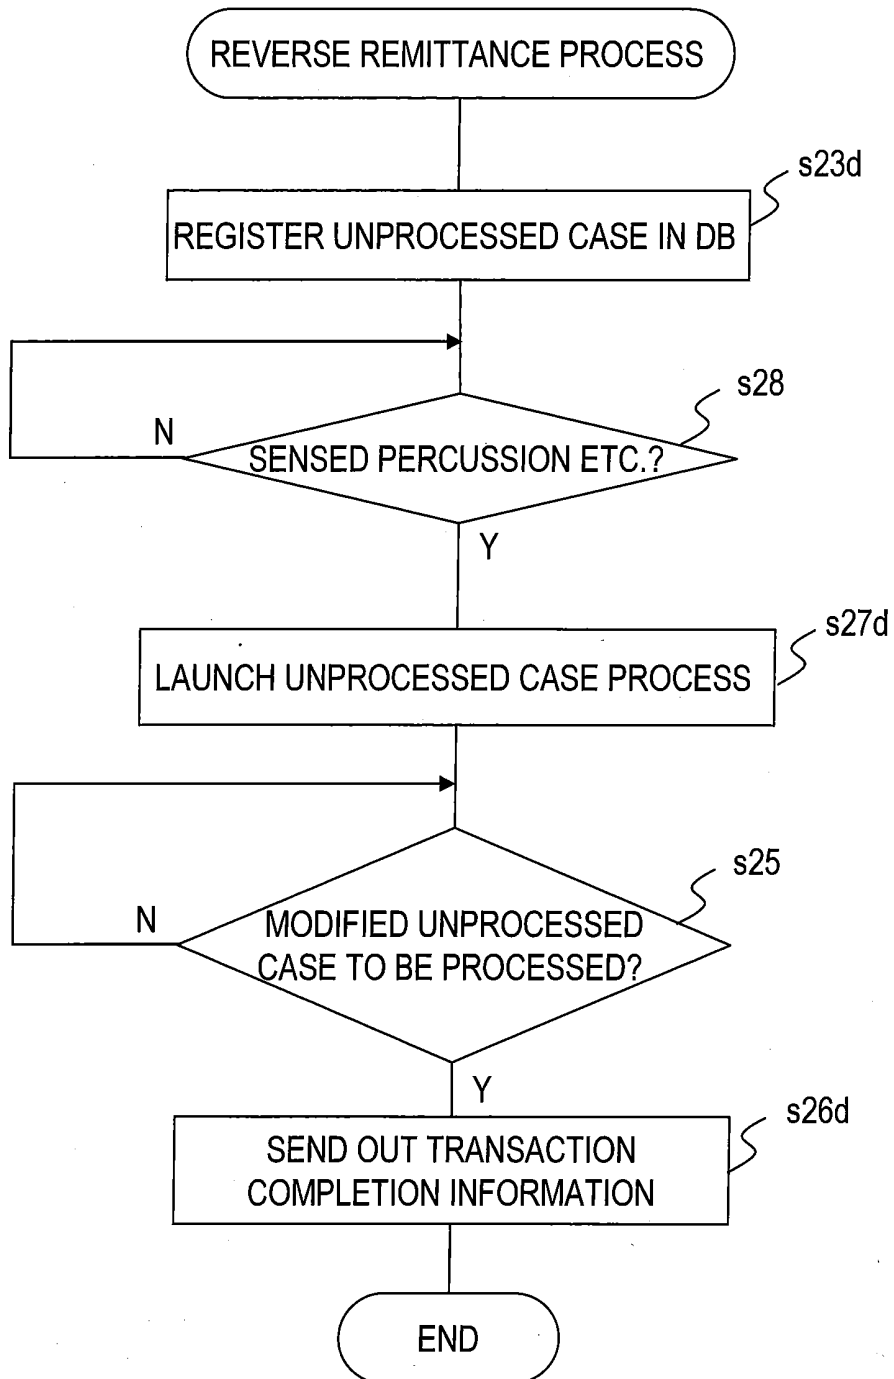 REVERSE REMITTANCE PROCESS
s23d
REGISTER UNPROCESSED CASE IN DB
s28
N
SENSED PERCUSSION ETC.?
Y
s27d
LAUNCH UNPROCESSED CASE PROCESS
s25
N
MODIFIED UNPROCESSED
CASE TO BE PROCESSED?
Y
s26d
SEND OUT TRANSACTION
COMPLETION INFORMATION
END